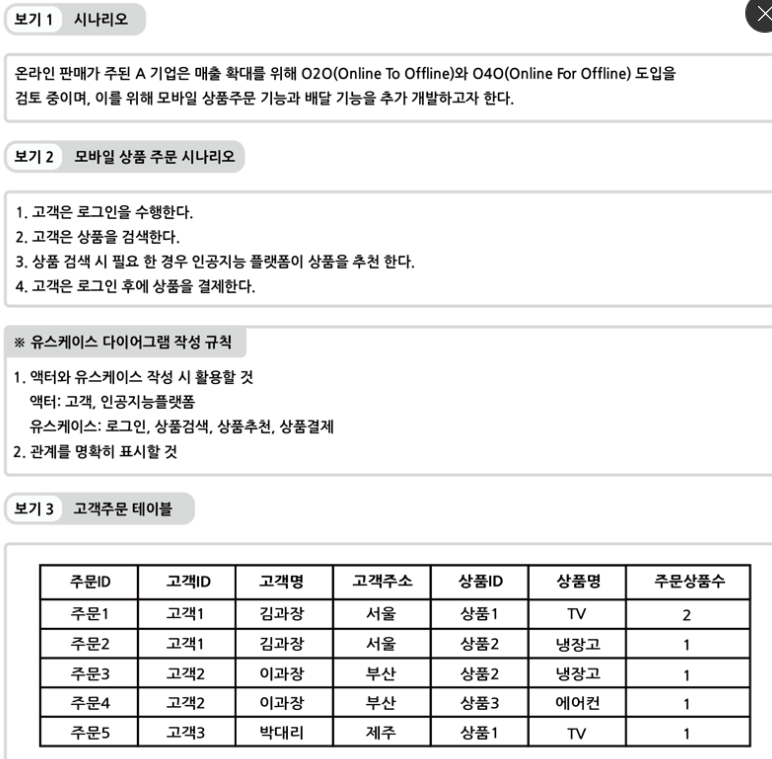 보기 1 시나리오
온라인 판매가 주된 A 기업은 매출 확대를 위해 O2O(Online To Offline)와 O4O(Online For Offline) 도입을
검토 중이며, 이를 위해 모바일 상품주문 기능과 배달 기능을 추가 개발하고자 한다.
보기 2 모바일 상품 주문 시나리오
1. 고객은 로그인을 수행한다.
2. 고객은 상품을 검색한다.
3. 상품 검색 시 필요 한 경우 인공지능 플랫폼이 상품을 추천 한다.
4. 고객은 로그인 후에 상품을 결제한다.
※ 유스케이스 다이어그램 작성 규칙
1. 액터와 유스케이스 작성 시 활용할 것
액터: 고객, 인공지능플랫폼
유스케이스: 로그인, 상품검색, 상품추천, 상품결제
2. 관계를 명확히 표시할 것
보기 3 고객주문 테이블
주문ID 고객ID 고객명 고객주소 상품ID 상품명 주문상품수
주문1 고객1 김과장 서울 상품1 TV 2
주문2 고객1 김과장 서울 상품2 냉장고 1
주문3 고객2 이과장 부산 상품2 냉장고 1
주문4 고객2 이과장 부산 상품3 에어컨 1
주문5 고객3 박대리 제주 상품1 TV 1